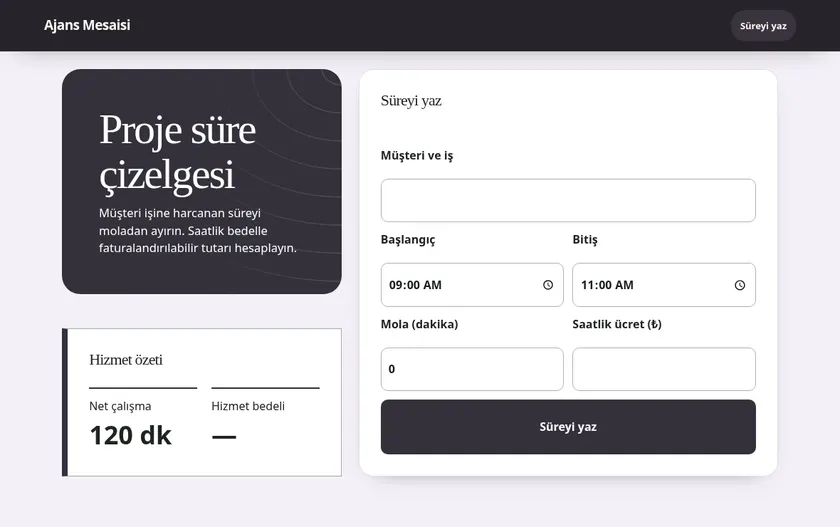 Ajans Mesaisi
Süreyi yaz
Proje süre
çizelgesi
Müşteri işine harcanan süreyi
moladan ayırın. Saatlik bedelle
faturalandırılabilir tutarı hesaplayın.
Hizmet özeti
Net çalışma
120 dk
Hizmet bedeli
—
Süreyi yaz
Müşteri ve iş
Başlangıç
09:00 AM
Bitiş
11:00 AM
Mola (dakika)
0
Saatlik ücret (₺)
Süreyi yaz